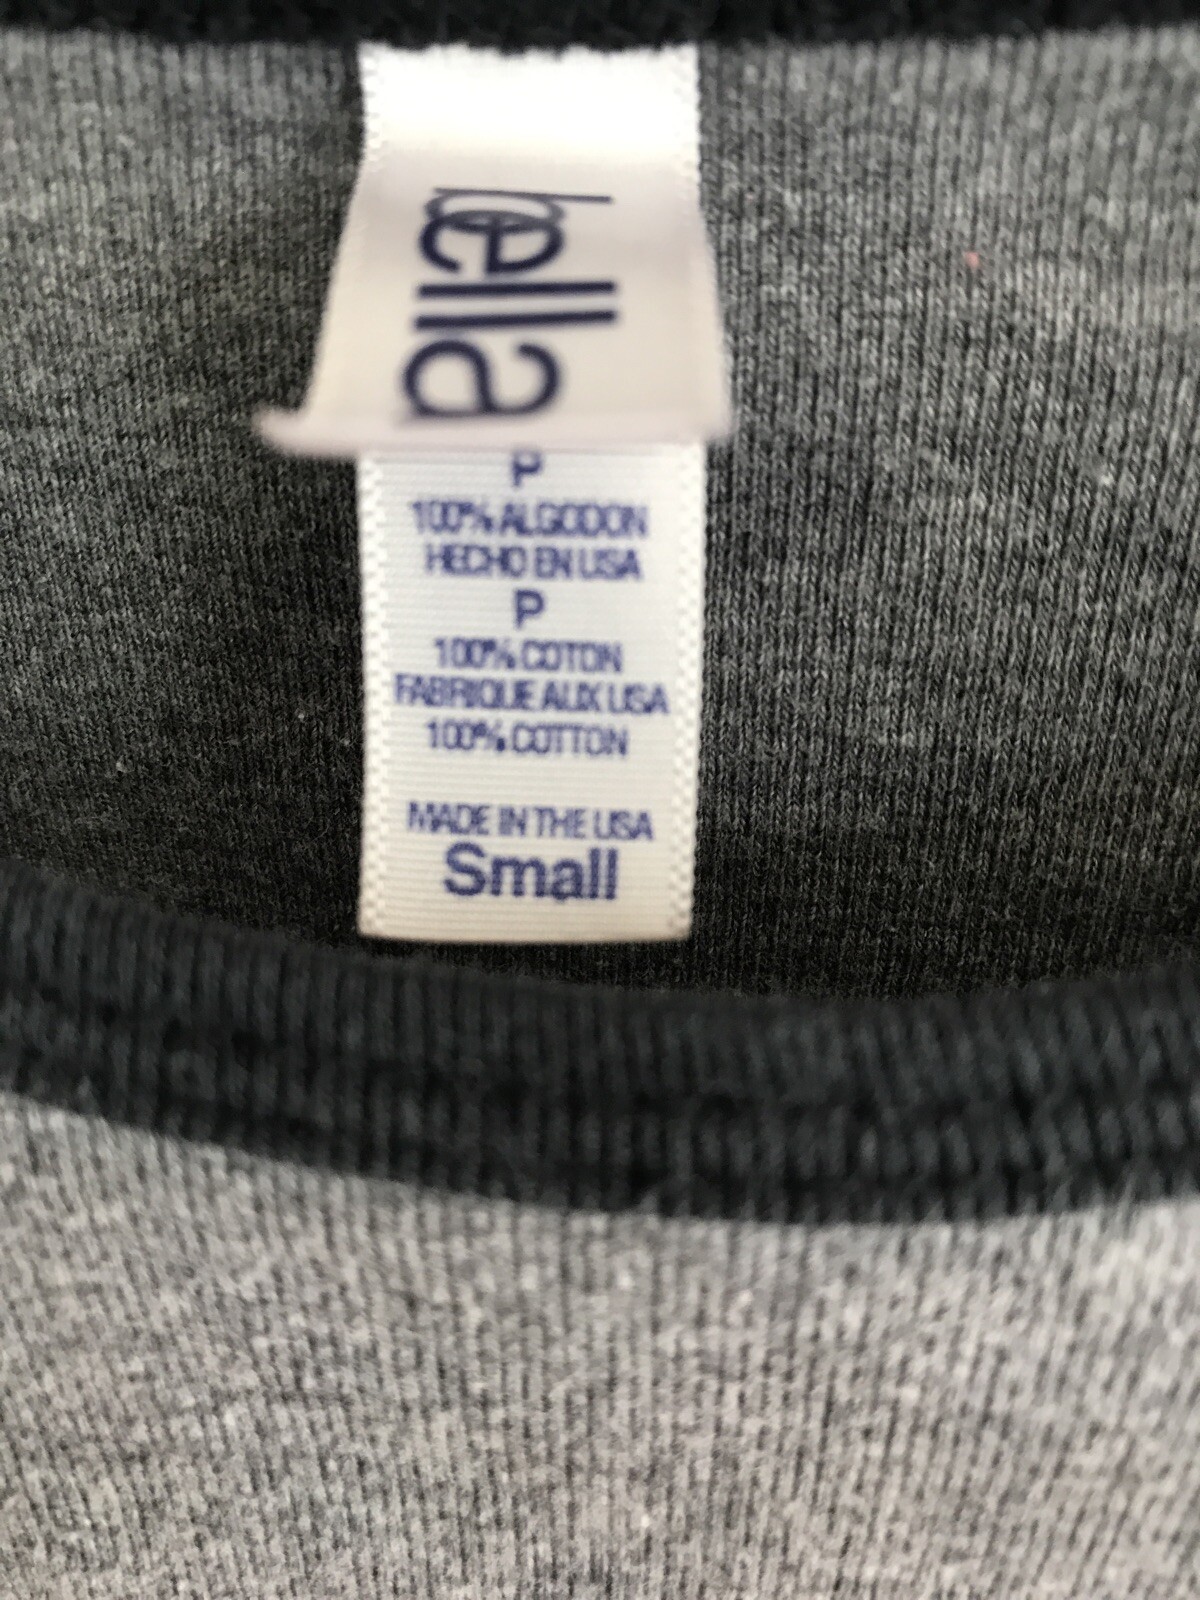 bella
P
100% ALGODON
HECHO EN USA
P
100% COTON
FABRIQUE AUX USA
100% COTTON
MADE IN THE USA
Small